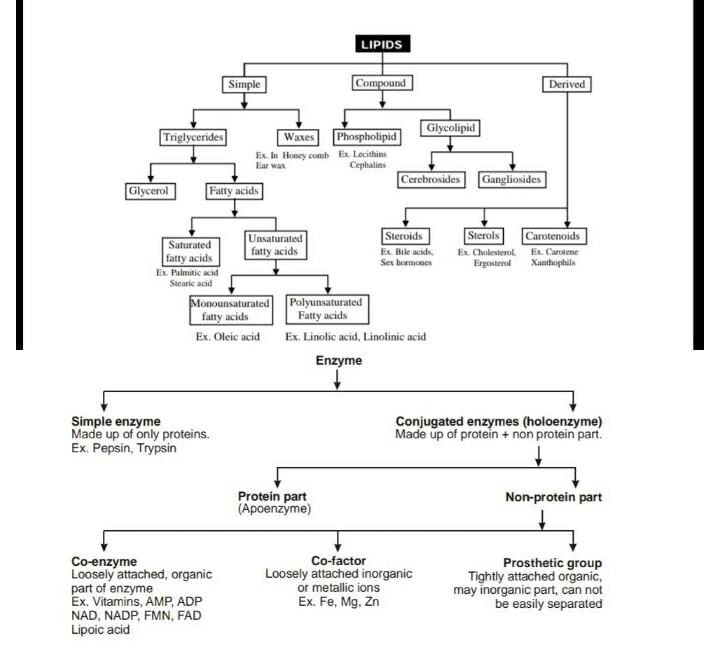 LIPIDS
Simple
Compound
Derived
Triglycerides
Waxes
Ex. In Honey comb
Ear wax
Phospholipid
Ex. Lecithins
Cephalins
Glycolipid
Glycerol
Fatty acids
Cerebrosides
Gangliosides
Saturated
fatty acids
Ex. Palmitic acid
Stearic acid
Unsaturated
fatty acids
Steroids
Ex. Bile acids,
Sex hormones
Sterols
Ex. Cholesterol,
Ergosterol
Carotenoids
Ex. Carotene
Xanthophils
Monounsaturated
fatty acids
Ex. Oleic acid
Polyunsaturated
Fatty acids
Ex. Linolic acid, Linolinic acid
Enzyme
Simple enzyme
Made up of only proteins.
Ex. Pepsin, Trypsin
Conjugated enzymes (holoenzyme)
Made up of protein + non protein part.
Protein part
(Apoenzyme)
Non-protein part
Co-enzyme
Loosely attached, organic
part of enzyme
Ex. Vitamins, AMP, ADP
NAD, NADP, FMN, FAD
Lipoic acid
Co-factor
Loosely attached inorganic
or metallic ions
Ex. Fe, Mg, Zn
Prosthetic group
Tightly attached organic,
may inorganic part, can not
be easily separated